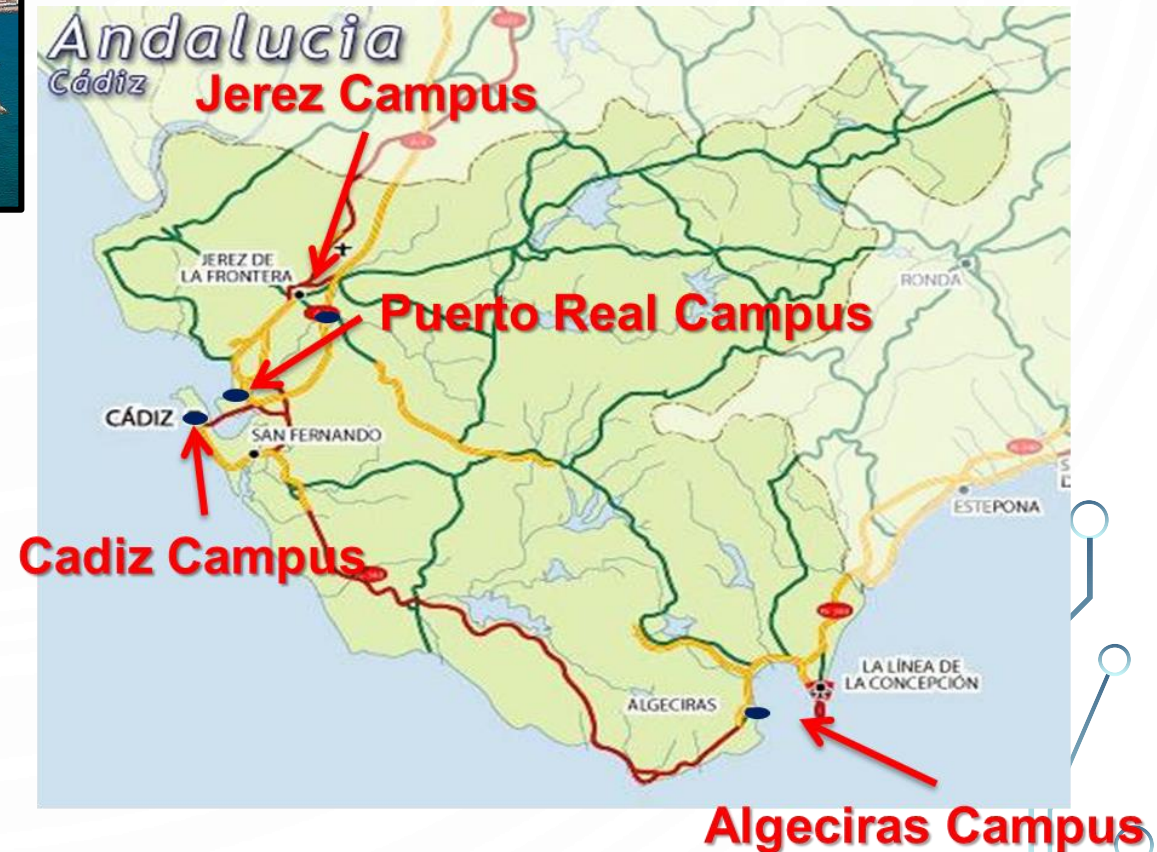 Andalucia
Cádiz
Jerez Campus
JEREZ DE
LA FRONTERA
RONDA
Puerto Real Campus
CÁDIZ
SAN FERNANDO
ESTEPONA
Cadiz Campus
LA LÍNEA DE
LA CONCEPCIÓN
ALGECIRAS
Algeciras Campus